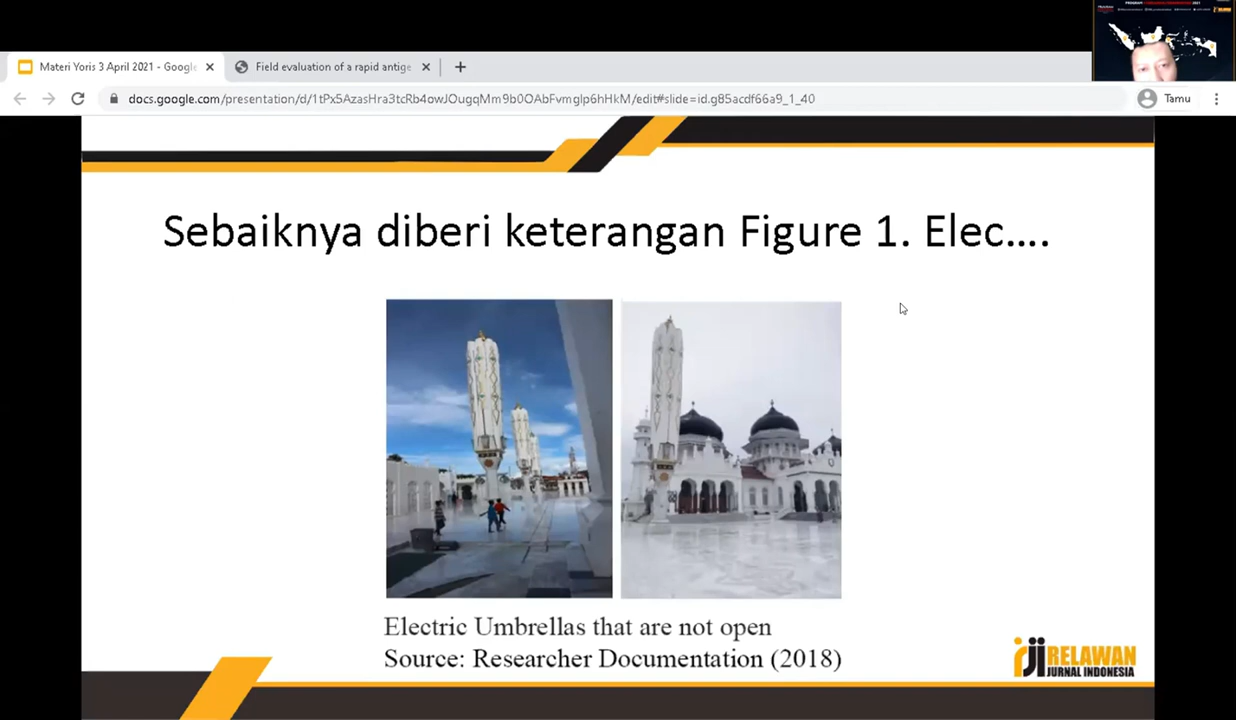 Materi Yoris 3 April 2021 - Google
Field evaluation of a rapid antige
docs.google.com/presentation/d/1tPx5AzasHra3tcRb4owJOugqMm9b0OAbFvmglp6hHkM/edit#slide=id.g85acdf66a9_1_40
Tamu
Sebaiknya diberi keterangan Figure 1. Elec....
Electric Umbrellas that are not open
Source: Researcher Documentation (2018)
RELAWAN
JURNAL INDONESIA